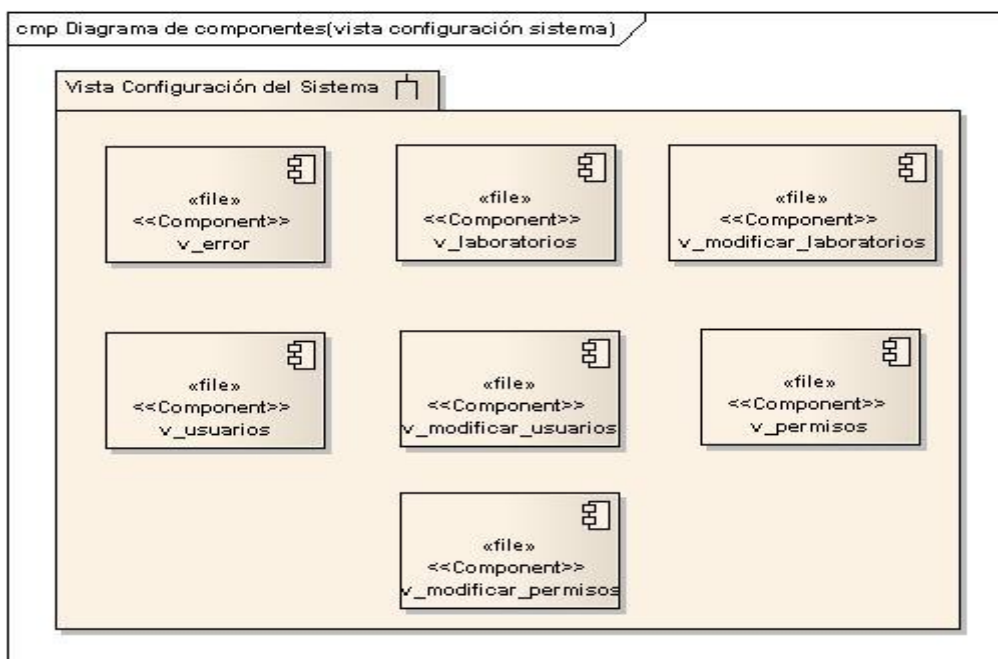 cmp Diagrama de componentes(vista configuración sistema)
Vista Configuración del Sistema
«file»
<<Component>>
v_error
«file»
<<Component>>
v_laboratorios
«file»
<<Component>>
v_modificar_laboratorios
«file»
<<Component>>
v_usuarios
«file»
<<Component>>
v_modificar_usuarios
«file»
<<Component>>
v_permisos
«file»
<<Component>>
v_modificar_permisos